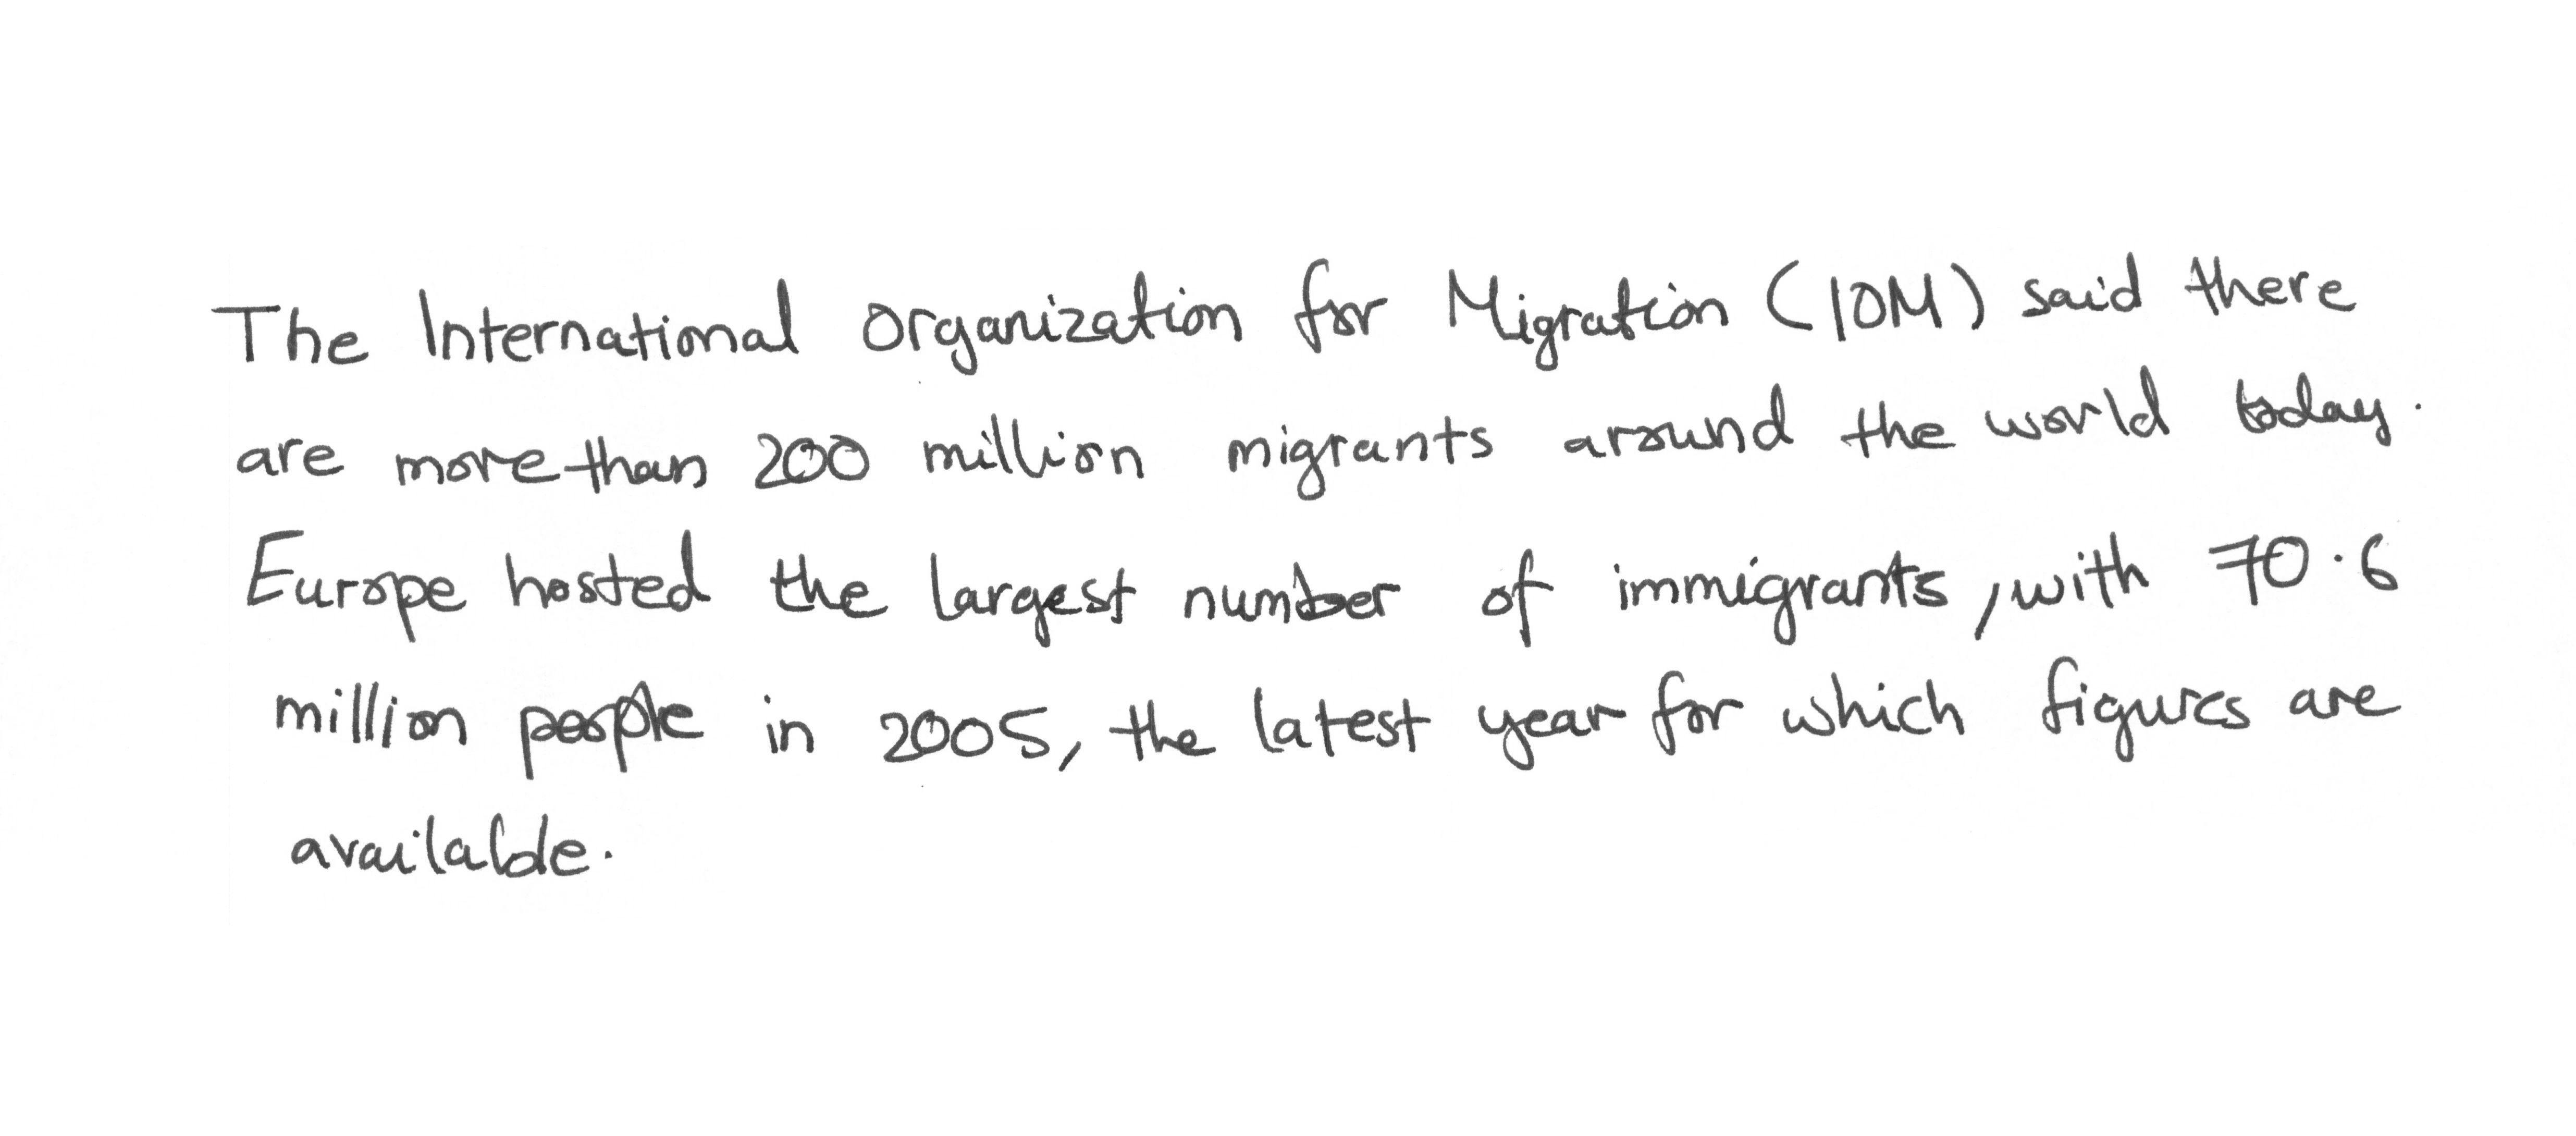 The International Organization for Migration (IOM) said there
are more than 200 million migrants around the world today.
Europe hosted the largest number of immigrants, with 70.6
million people in 2005, the latest year for which figures are
available.